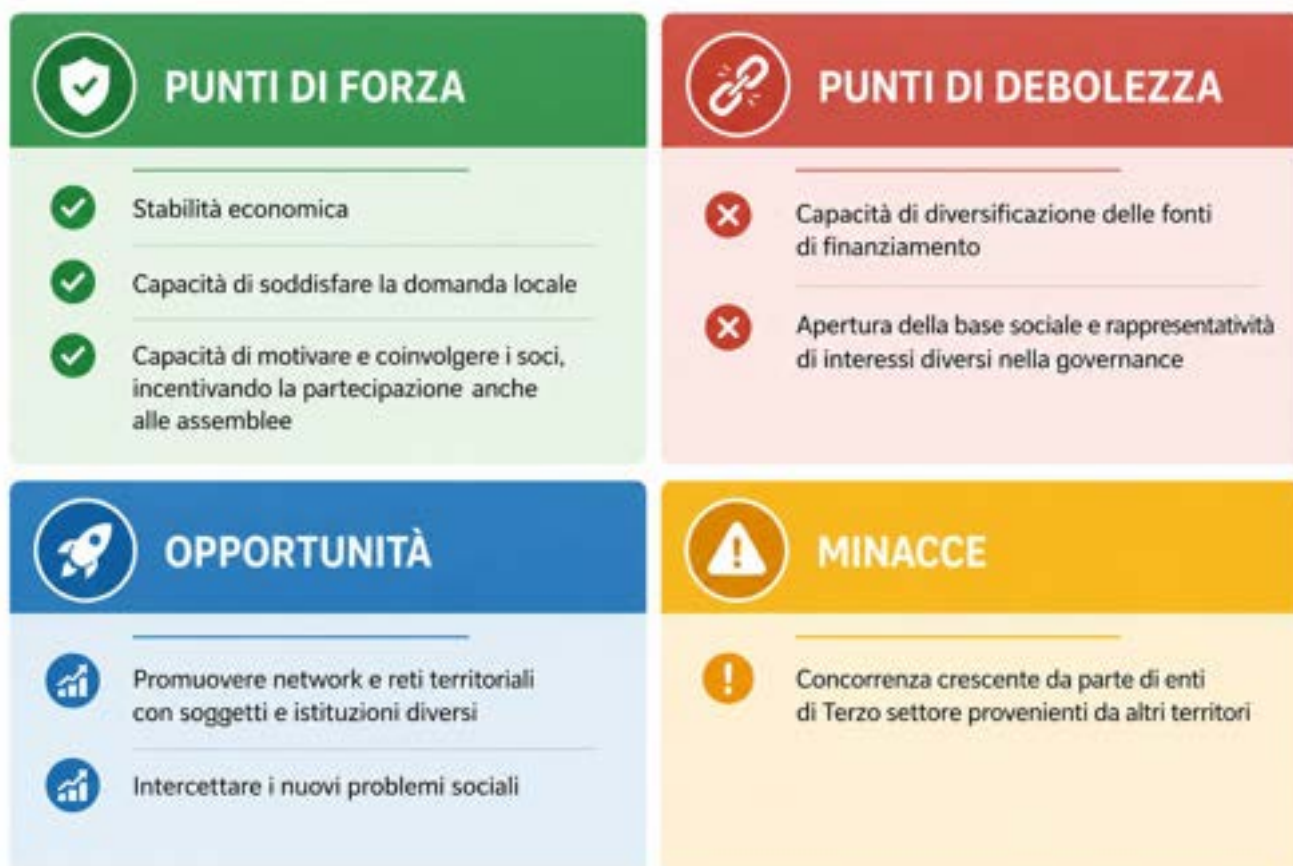 PUNTI DI FORZA
Stabilità economica
Capacità di soddisfare la domanda locale
Capacità di motivare e coinvolgere i soci,
incentivando la partecipazione anche
alle assemblee
PUNTI DI DEBOLEZZA
Capacità di diversificazione delle fonti
di finanziamento
Apertura della base sociale e rappresentatività
di interessi diversi nella governance
OPPORTUNITÀ
Promuovere network e reti territoriali
con soggetti e istituzioni diversi
Intercettare i nuovi problemi sociali
MINACCE
Concorrenza crescente da parte di enti
di Terzo settore provenienti da altri territori